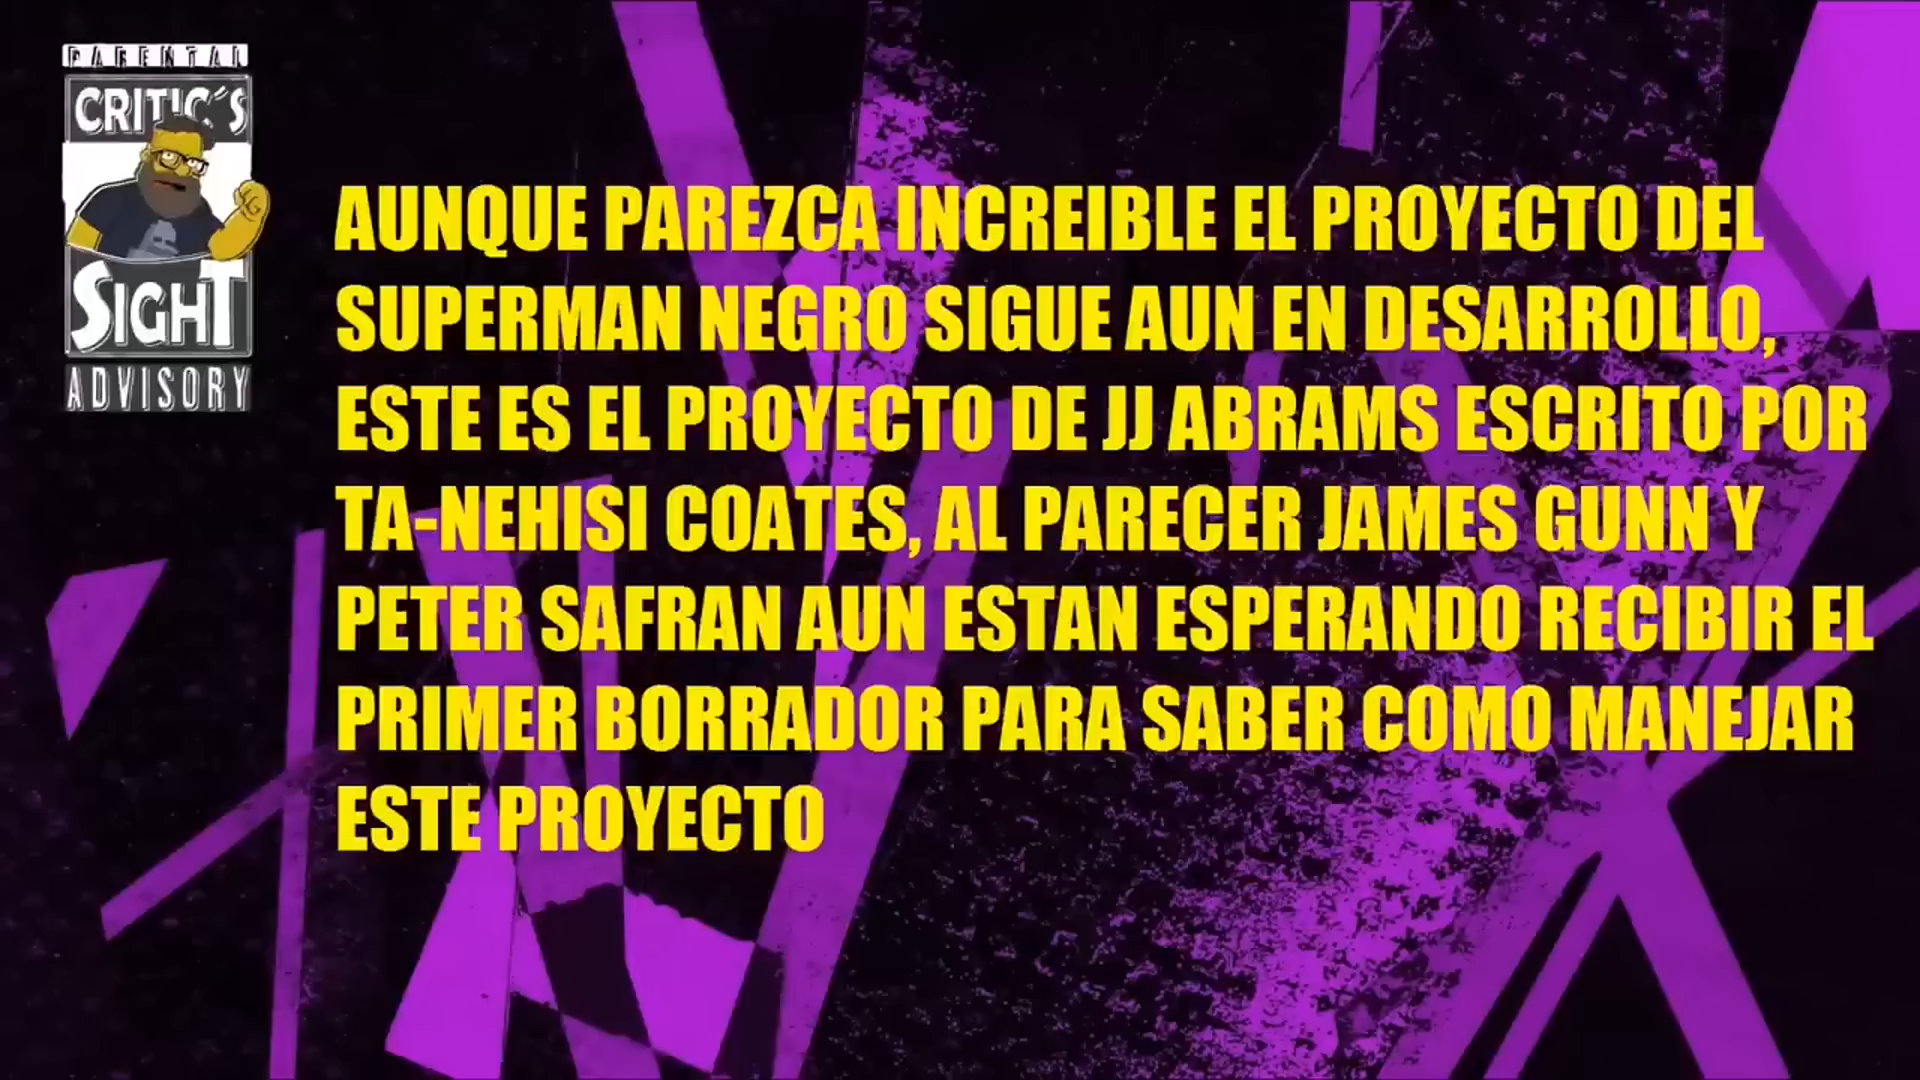 PARENTAL
CRITIC´S
SIGHT
ADVISORY
AUNQUE PAREZCA INCREIBLE EL PROYECTO DEL
SUPERMAN NEGRO SIGUE AUN EN DESARROLLO,
ESTE ES EL PROYECTO DE JJ ABRAMS ESCRITO POR
TA-NEHISI COATES, AL PARECER JAMES GUNN Y
PETER SAFRAN AUN ESTAN ESPERANDO RECIBIR EL
PRIMER BORRADOR PARA SABER COMO MANEJAR
ESTE PROYECTO